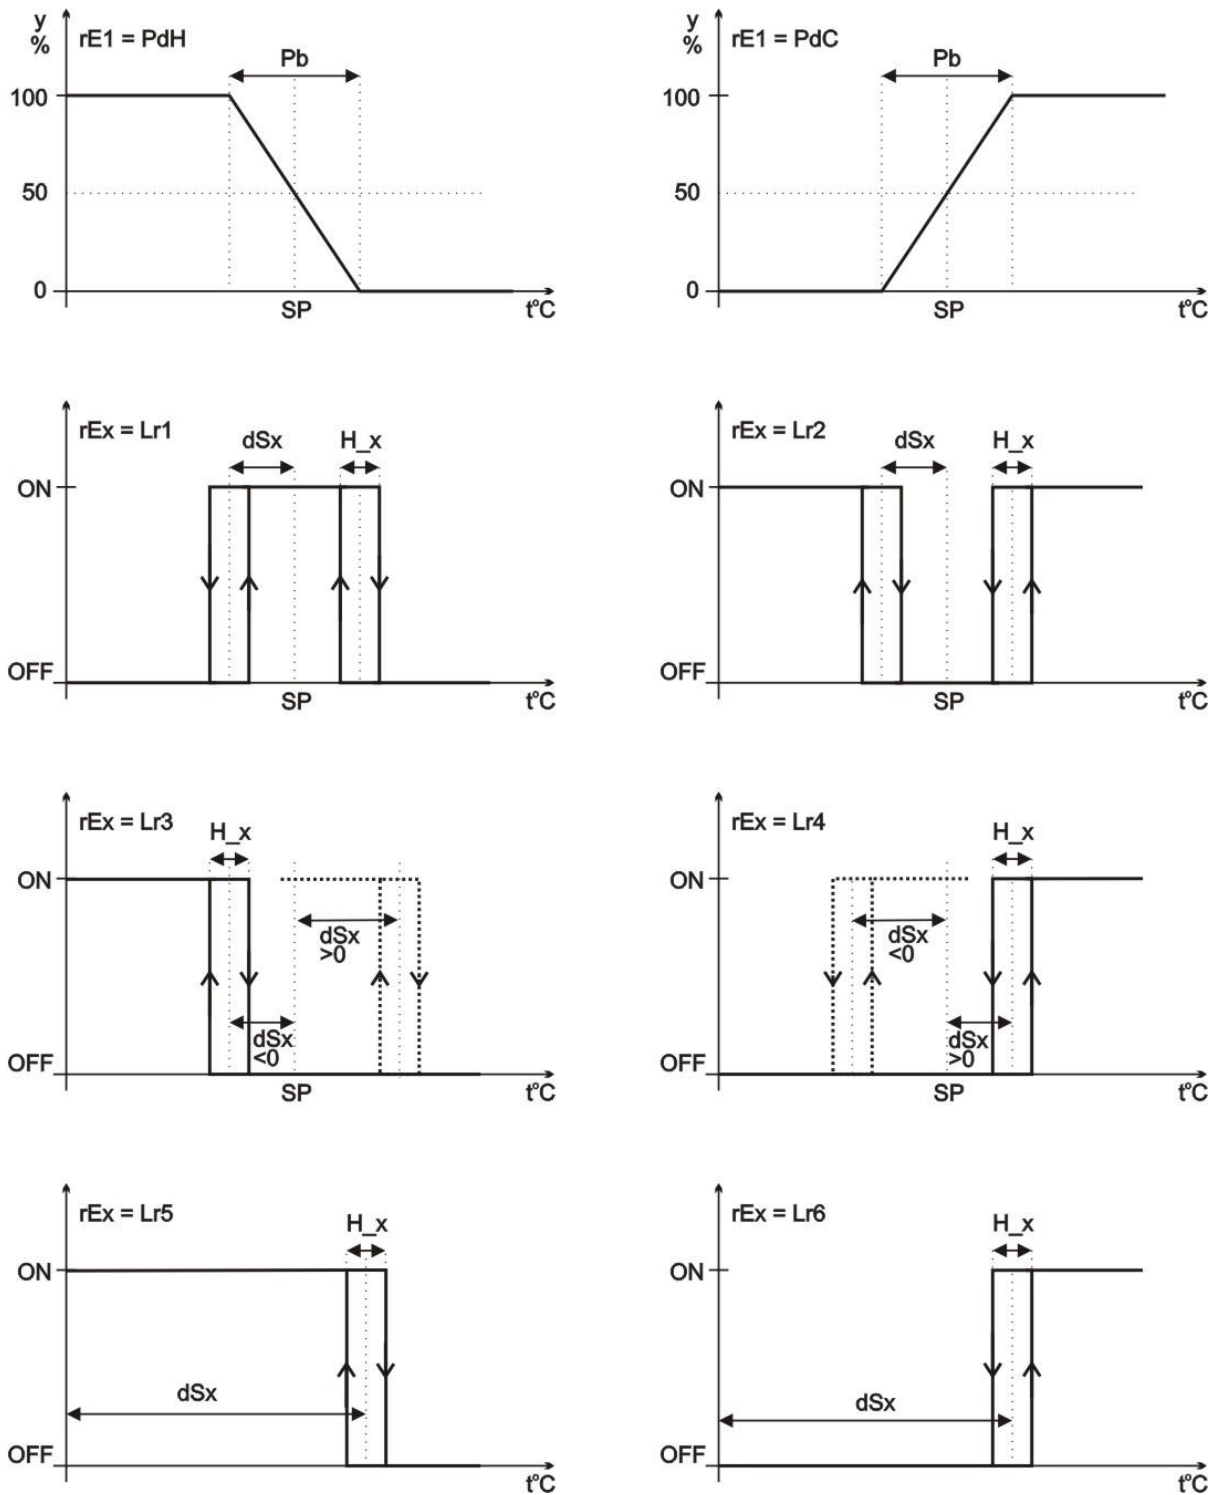 y
%
rE1 = PdH
Pb
100
50
0
SP
t°C
y
%
rE1 = PdC
Pb
100
50
0
SP
t°C
rEx = Lr1
dSx
H_x
ON
OFF
SP
t°C
rEx = Lr2
dSx
H_x
ON
OFF
SP
t°C
rEx = Lr3
H_x
ON
dSx
>0
dSx
<0
OFF
SP
t°C
rEx = Lr4
H_x
ON
dSx
<0
dSx
>0
OFF
SP
t°C
rEx = Lr5
H_x
ON
dSx
OFF
t°C
rEx = Lr6
H_x
ON
dSx
OFF
t°C